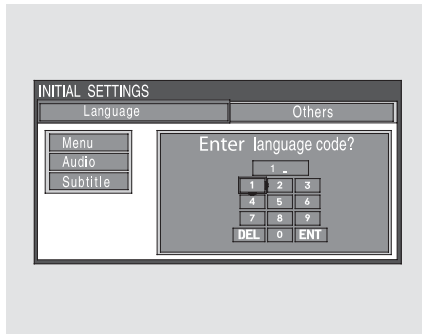 INITIAL SETTINGS
Language Others
Menu
Audio
Subtitle
Enter language code?
1 _
1 2 3
4 5 6
7 8 9
DEL 0 ENT